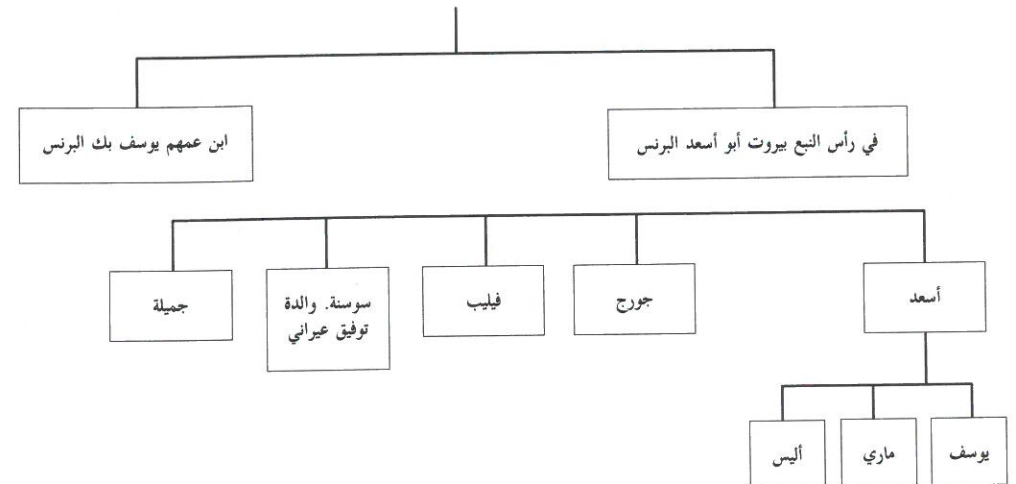 في رأس النبع بيروت أبو أسعد البرنس
ابن عمهم يوسف بك البرنس
أسعد
جورج
فيليب
سوسنة. والدة
توفيق عيراني
جميلة
يوسف
ماري
أليس